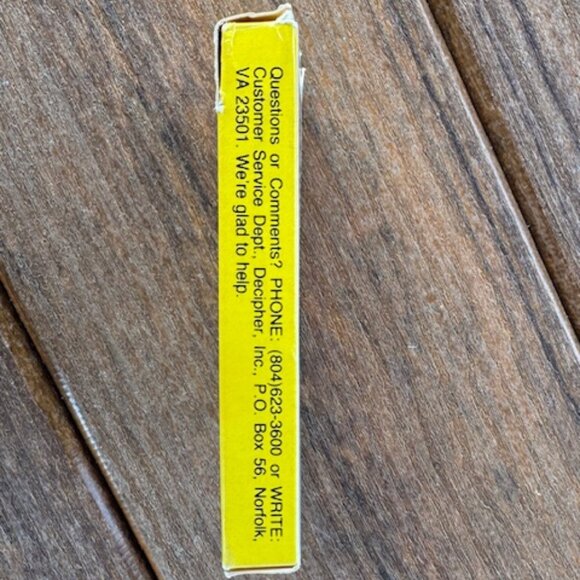 Questions or Comments? PHONE: (804)623-3600 or WRITE:
Customer Service Dept., Decipher, Inc., P.O. Box 56, Norfolk,
VA 23501. We're glad to help.